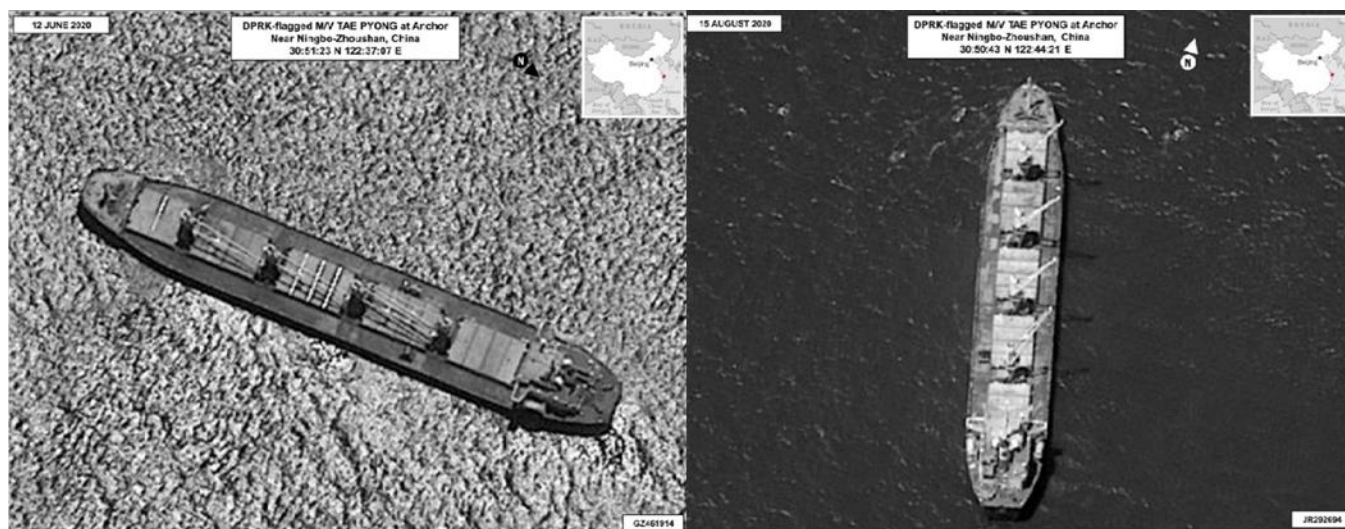 12 JUNE 2020
DPRK-flagged M/V TAE PYONG at Anchor
Near Ningbo-Zhoushan, China
30:51:23 N 122:37:07 E
N
Beijing
GZ461914
15 AUGUST 2020
DPRK-flagged M/V TAE PYONG at Anchor
Near Ningbo-Zhoushan, China
30:50:43 N 122:44:21 E
N
Beijing
JR292694